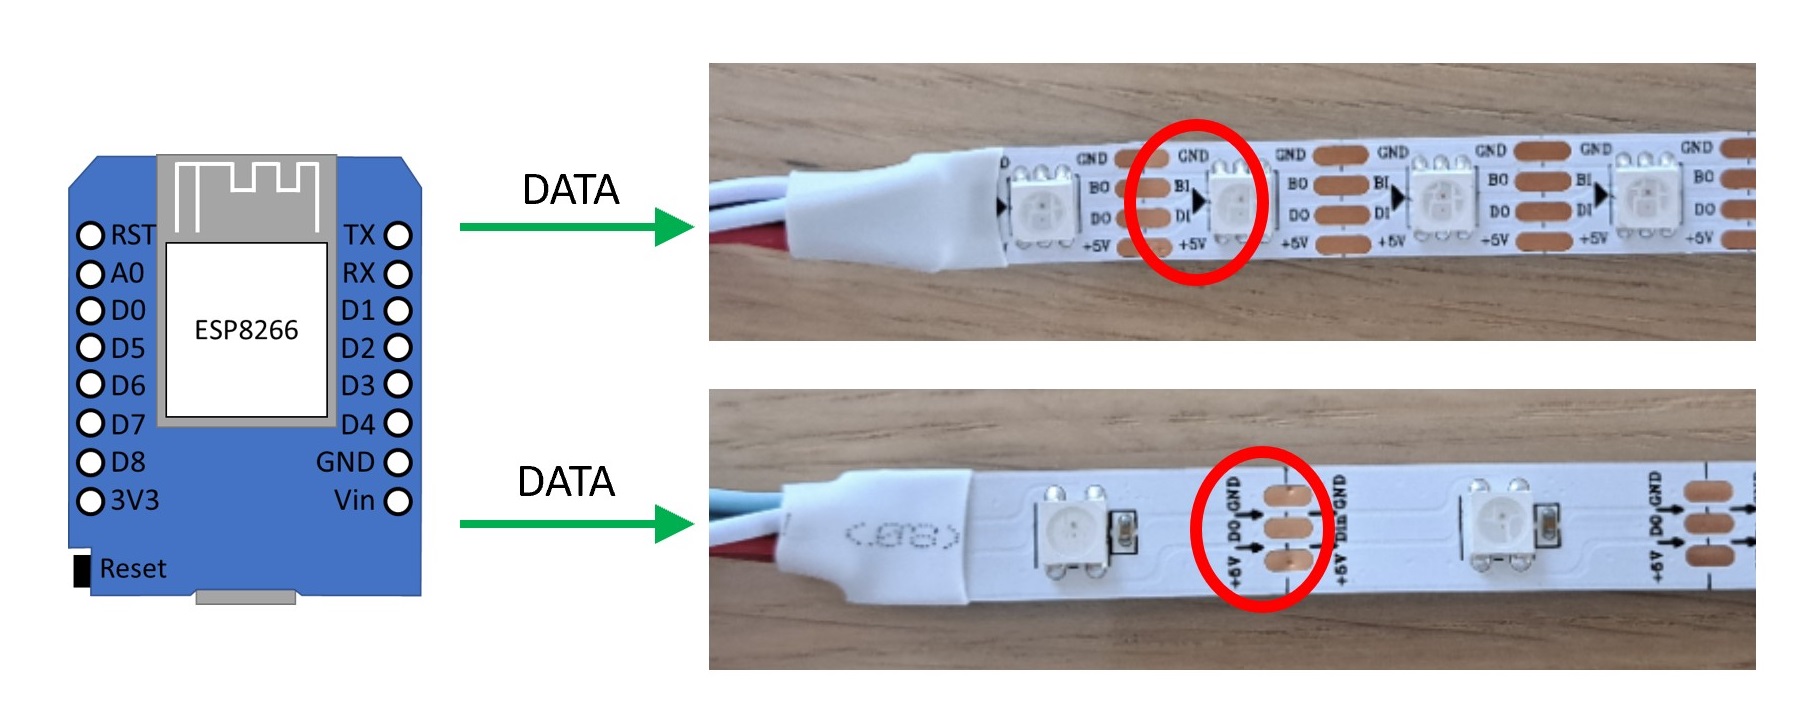 RST
A0
D0
D5
D6
D7
D8
3V3
Reset
ESP8266
TX
RX
D1
D2
D3
D4
GND
Vin
DATA
DATA
GND
BO
DO
+5V
GND
BI
DI
+5V
GND
BO
DO
+5V
GND
BI
DI
+5V
GND
BO
DO
+5V
GND
BI
DI
+5V
GND
BO
DO
+5V
GND
DO
+5V
GND
Din
+5V
GND
DO
+5V